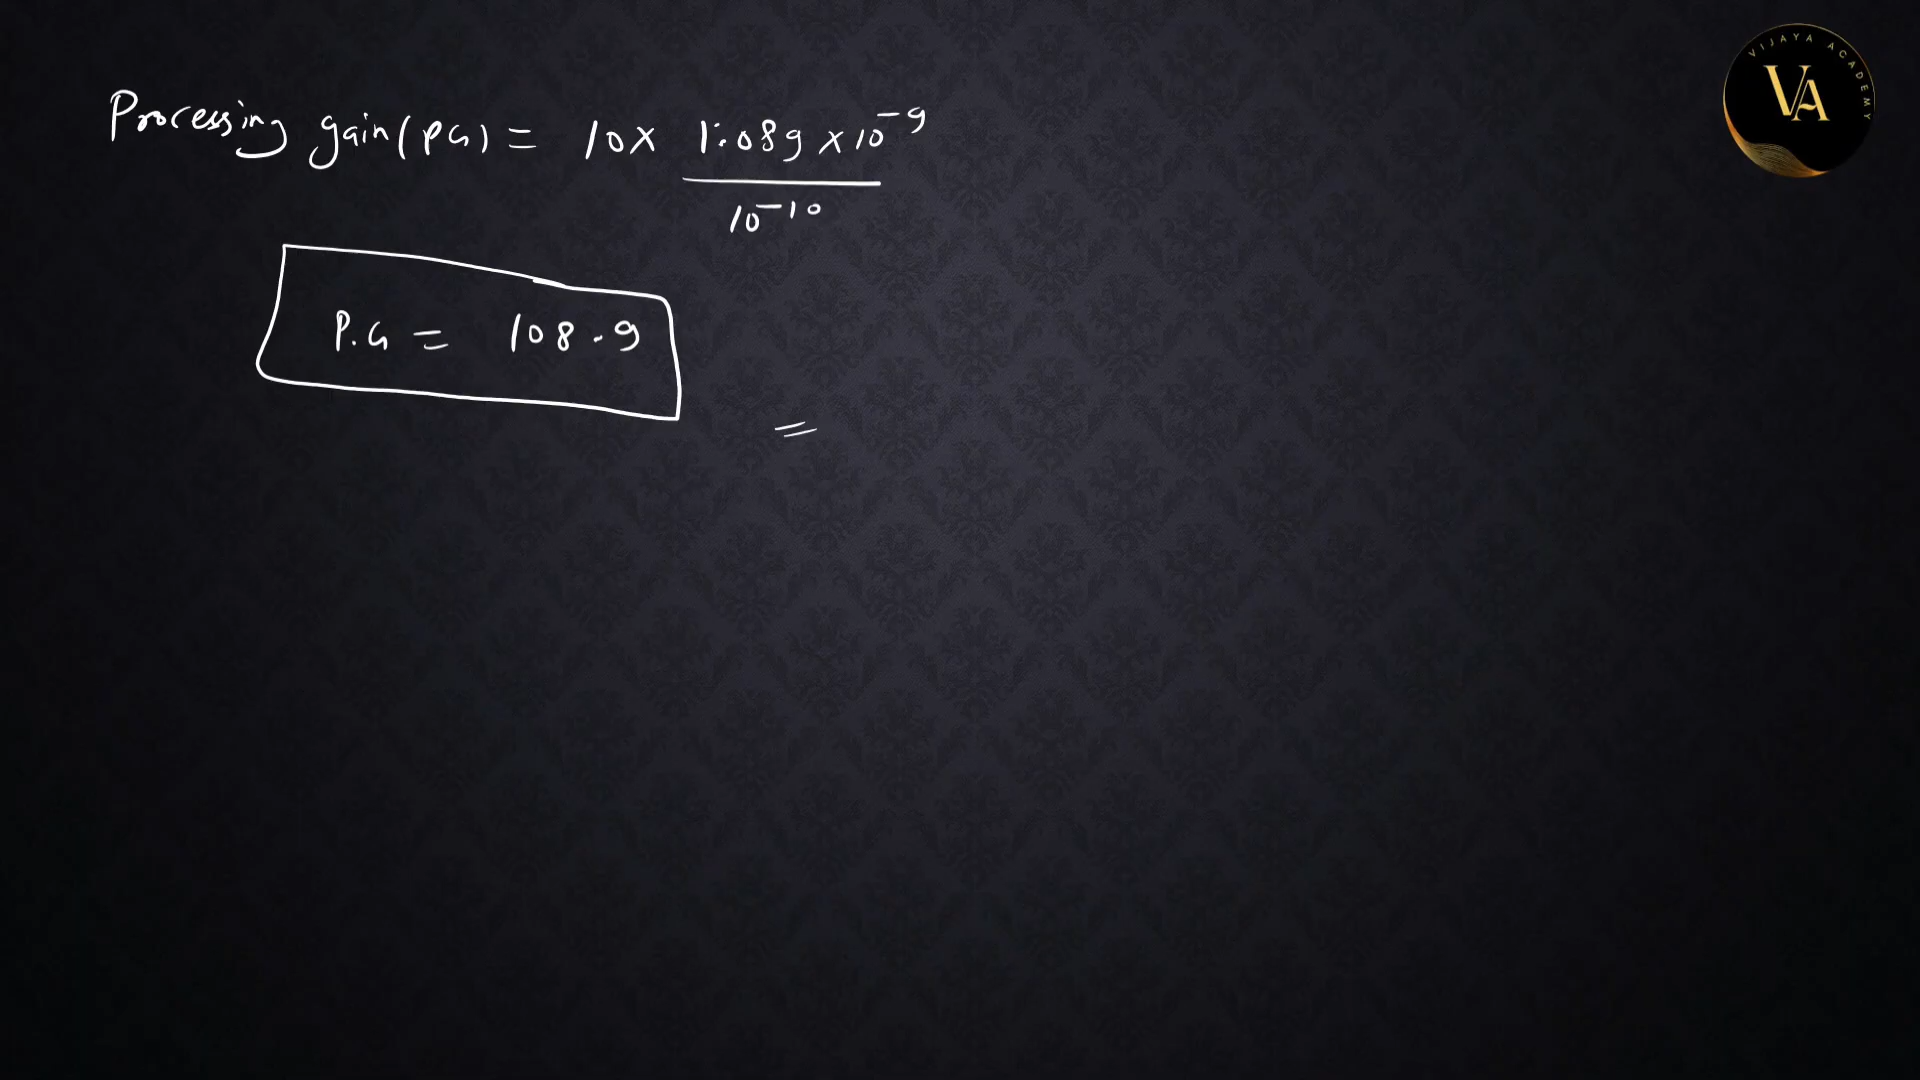 VIJAYA ACADEMY
VA
Processing gain(PG) = 10 x 1.089 x 10⁻⁹
10⁻¹⁰
P.G = 108.9
=